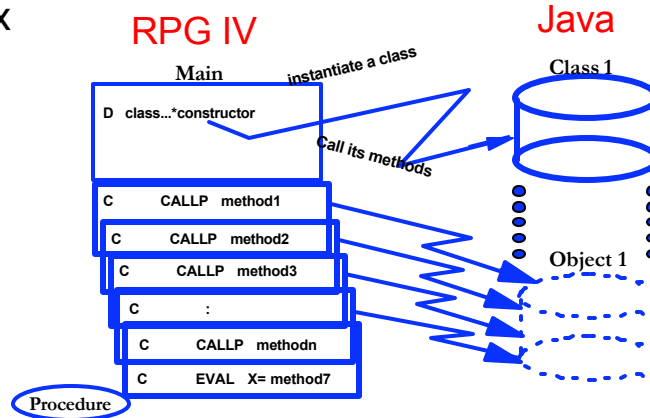 x
RPG IV
Java
Main
instantiate a class
Class 1
D class...*constructor
Call its methods
C CALLP method1
C CALLP method2
C CALLP method3
C :
C CALLP methodn
C EVAL X= method7
Object 1
Procedure